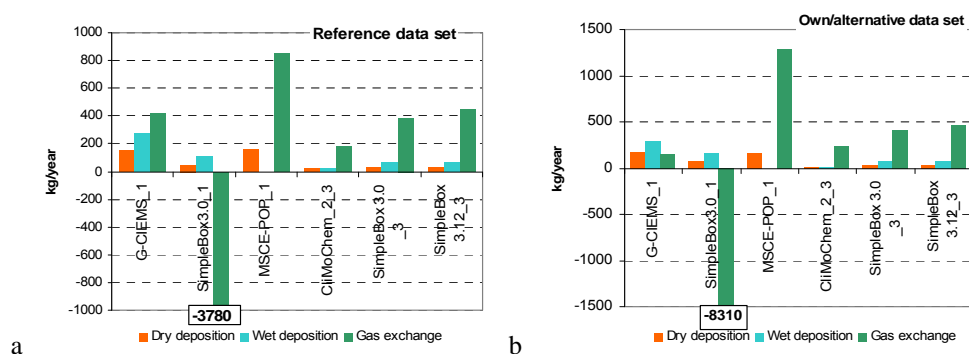 Reference data set
1000
800
600
400
200
0
-200
-400
-600
-800
-1000
kg/year
G-CIEMS_1
SimpleBox3.0_1
MSCE-POP_1
CliMoChem_2_3
SimpleBox 3.0
_3
SimpleBox
3.12_3
-3780
Dry deposition Wet deposition Gas exchange
a
Own/alternative data set
1500
1000
500
0
-500
-1000
-1500
kg/year
G-CIEMS_1
SimpleBox3.0_1
MSCE-POP_1
CliMoChem_2_3
SimpleBox 3.0
_3
SimpleBox
3.12_3
-8310
Dry deposition Wet deposition Gas exchange
b